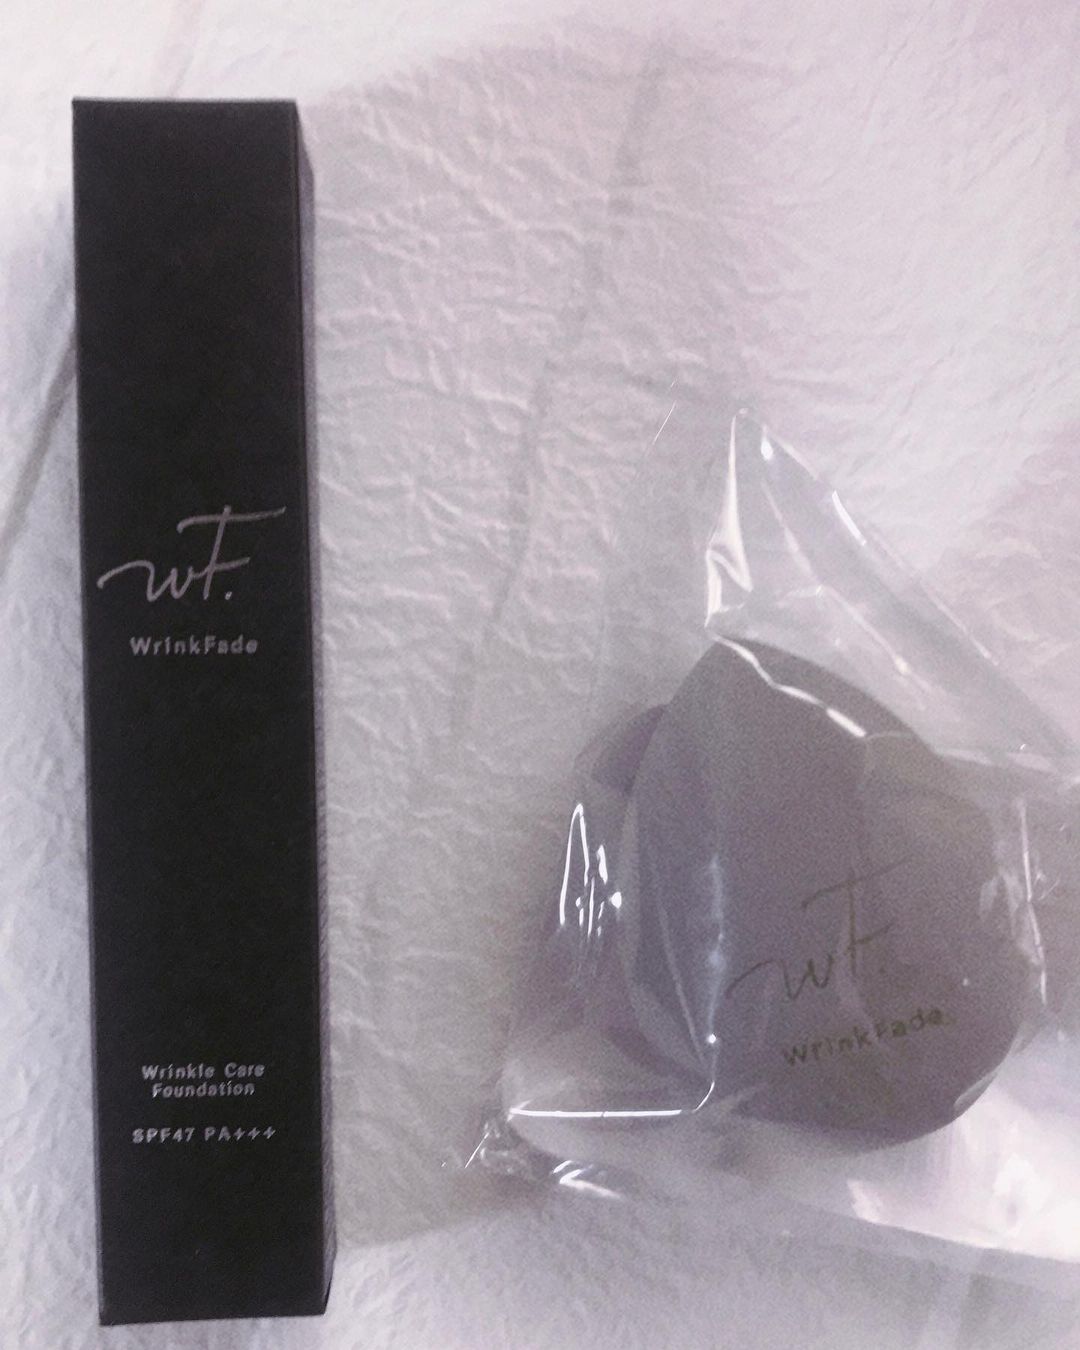 wF.
WrinkFade
Wrinkle Care
Foundation
SPF47 PA+++
wF.
WrinkFade